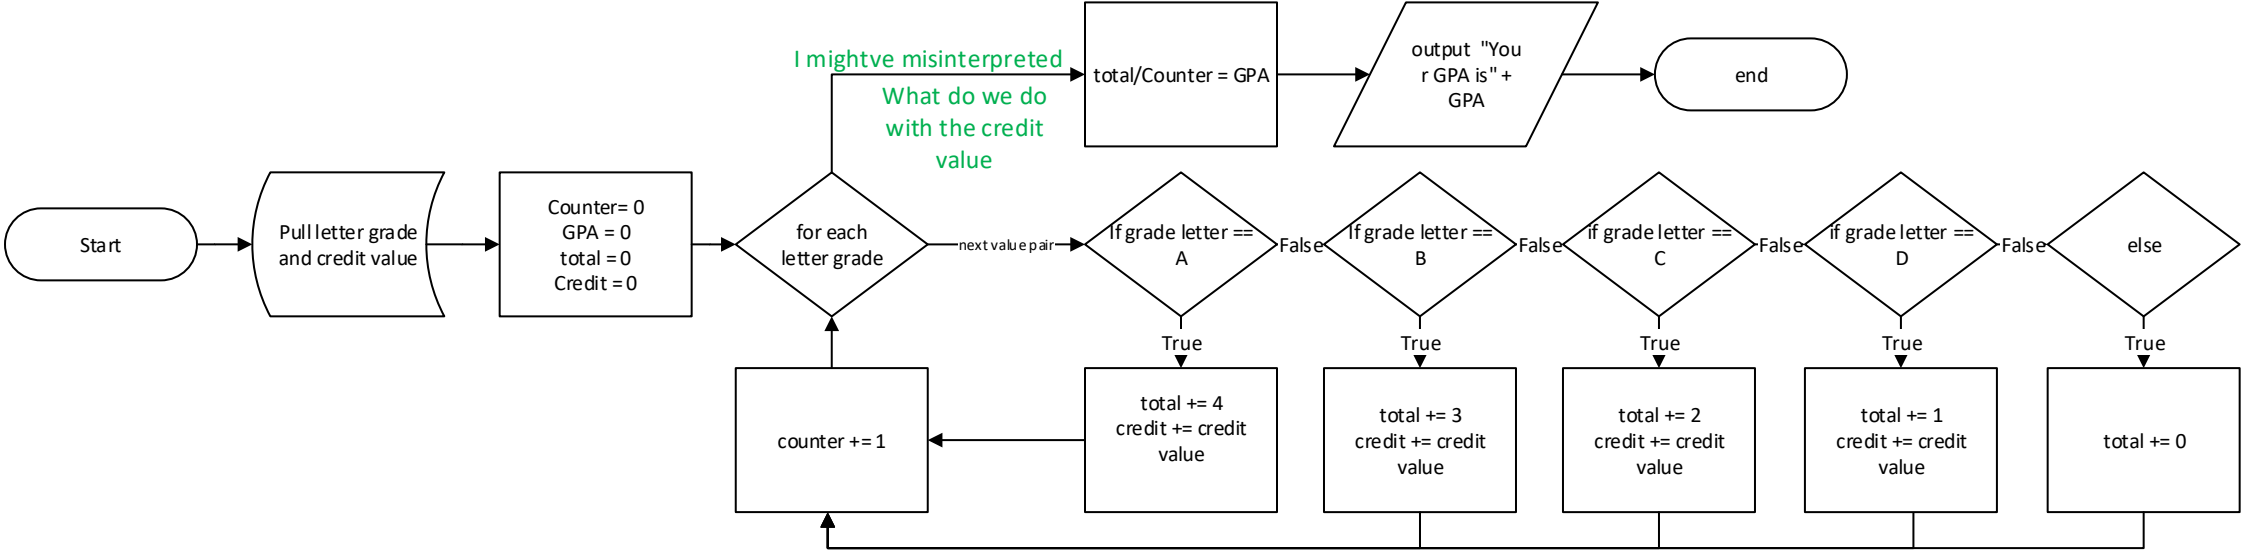 I mightve misinterpreted
What do we do
with the credit
value
total/Counter = GPA
output "You
r GPA is" +
GPA
end
Start
Pull letter grade
and credit value
Counter= 0
GPA = 0
total = 0
Credit = 0
for each
letter grade
next value pair
If grade letter ==
A
False
If grade letter ==
B
False
if grade letter ==
C
False
if grade letter ==
D
False
else
True
True
True
True
True
counter += 1
total += 4
credit += credit
value
total += 3
credit += credit
value
total += 2
credit += credit
value
total += 1
credit += credit
value
total += 0